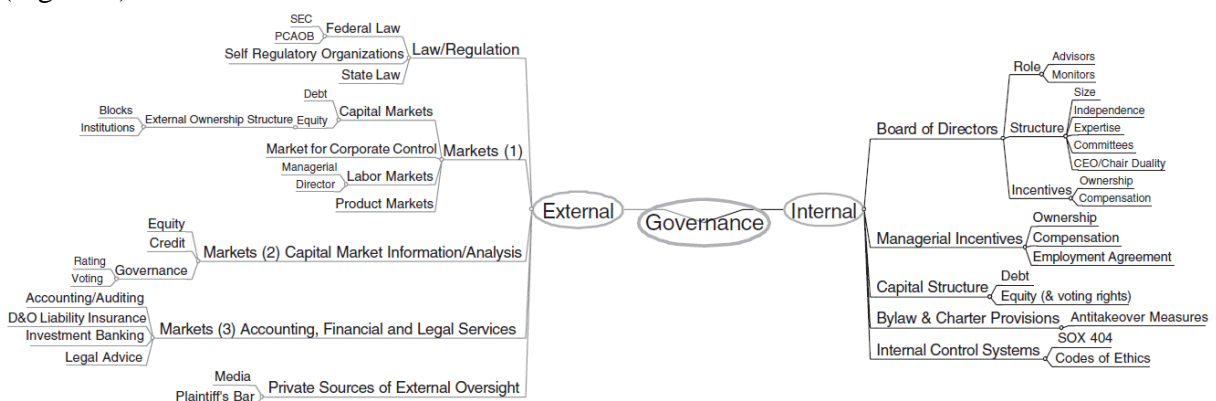 SEC
PCAOB
Federal Law
Self Regulatory Organizations
State Law
Law/Regulation
Debt
Blocks
Institutions
External Ownership Structure
Equity
Capital Markets
Market for Corporate Control
Managerial
Director
Labor Markets
Product Markets
Markets (1)
Equity
Credit
Rating
Voting
Governance
Markets (2) Capital Market Information/Analysis
Accounting/Auditing
D&O Liability Insurance
Investment Banking
Legal Advice
Markets (3) Accounting, Financial and Legal Services
Media
Plaintiff's Bar
Private Sources of External Oversight
External
Governance
Internal
Board of Directors
Role
Advisors
Monitors
Structure
Size
Independence
Expertise
Committees
CEO/Chair Duality
Incentives
Ownership
Compensation
Managerial Incentives
Ownership
Compensation
Employment Agreement
Capital Structure
Debt
Equity (& voting rights)
Bylaw & Charter Provisions
Antitakeover Measures
Internal Control Systems
SOX 404
Codes of Ethics